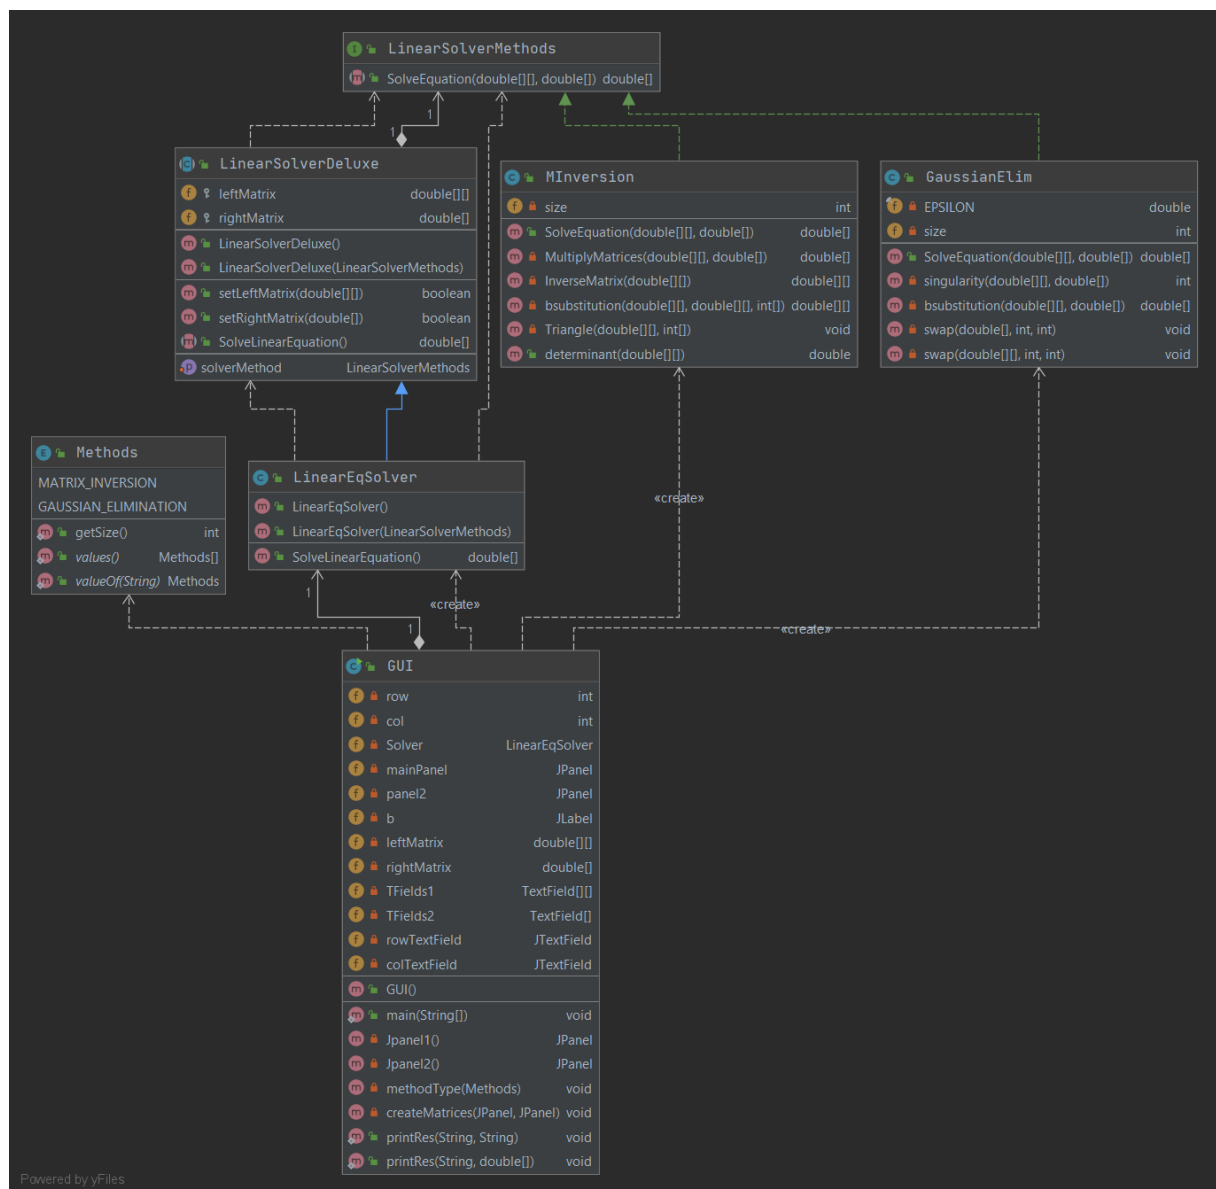 LinearSolverMethods
SolveEquation(double[][], double[]) double[]
1
1
LinearSolverDeluxe
leftMatrix double[][]
rightMatrix double[]
LinearSolverDeluxe()
LinearSolverDeluxe(LinearSolverMethods)
setLeftMatrix(double[][]) boolean
setRightMatrix(double[]) boolean
SolveLinearEquation() double[]
solverMethod LinearSolverMethods
MInversion
size int
SolveEquation(double[][], double[]) double[]
MultiplyMatrices(double[][], double[]) double[]
InverseMatrix(double[][]) double[][]
bsubstitution(double[][], double[][], int[]) double[][]
Triangle(double[][], int[]) void
determinant(double[][]) double
GaussianElim
EPSILON double
size int
SolveEquation(double[][], double[]) double[]
singularity(double[][], double[]) int
bsubstitution(double[][], double[]) double[]
swap(double[], int, int) void
swap(double[][], int, int) void
Methods
MATRIX_INVERSION
GAUSSIAN_ELIMINATION
getSize() int
values() Methods[]
valueOf(String) Methods
LinearEqSolver
LinearEqSolver()
LinearEqSolver(LinearSolverMethods)
SolveLinearEquation() double[]
«create»
1
«create»
1
«create»
GUI
row int
col int
Solver LinearEqSolver
mainPanel JPanel
panel2 JPanel
b JLabel
leftMatrix double[][]
rightMatrix double[]
TFields1 TextField[][]
TFields2 TextField[]
rowTextField JTextField
colTextField JTextField
GUI()
main(String[]) void
Jpanel1() JPanel
Jpanel2() JPanel
methodType(Methods) void
createMatrices(JPanel, JPanel) void
printRes(String, String) void
printRes(String, double[]) void
Powered by yFiles